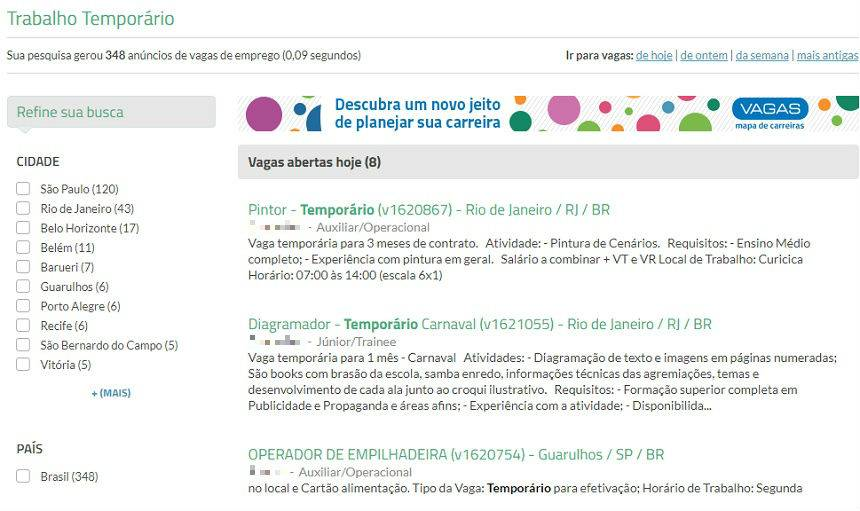 Trabalho Temporário
Sua pesquisa gerou 348 anúncios de vagas de emprego (0,09 segundos)
Ir para vagas: de hoje | de ontem | da semana | mais antigas
Refine sua busca
CIDADE
São Paulo (120)
Rio de Janeiro (43)
Belo Horizonte (17)
Belém (11)
Barueri (7)
Guarulhos (6)
Porto Alegre (6)
Recife (6)
São Bernardo do Campo (5)
Vitória (5)
+ (MAIS)
PAÍS
Brasil (348)
Descubra um novo jeito
de planejar sua carreira
VAGAS
mapa de carreiras
Vagas abertas hoje (8)
Pintor - Temporário (v1620867) - Rio de Janeiro / RJ / BR
- Auxiliar/Operacional
Vaga temporária para 3 meses de contrato. Atividade: - Pintura de Cenários. Requisitos: - Ensino Médio
completo; - Experiência com pintura em geral. Salário a combinar + VT e VR Local de Trabalho: Curicica
Horário: 07:00 às 14:00 (escala 6x1)
Diagramador - Temporário Carnaval (v1621055) - Rio de Janeiro / RJ / BR
- Júnior/Trainee
Vaga temporária para 1 mês - Carnaval Atividades: - Diagramação de texto e imagens em páginas numeradas;
São books com brasão da escola, samba enredo, informações técnicas das agremiações, temas e
desenvolvimento de cada ala junto ao croqui ilustrativo. Requisitos: - Formação superior completa em
Publicidade e Propaganda e áreas afins; - Experiência com a atividade; - Disponibilida...
OPERADOR DE EMPILHADEIRA (v1620754) - Guarulhos / SP / BR
- Auxiliar/Operacional
no local e Cartão alimentação. Tipo da Vaga: Temporário para efetivação; Horário de Trabalho: Segunda